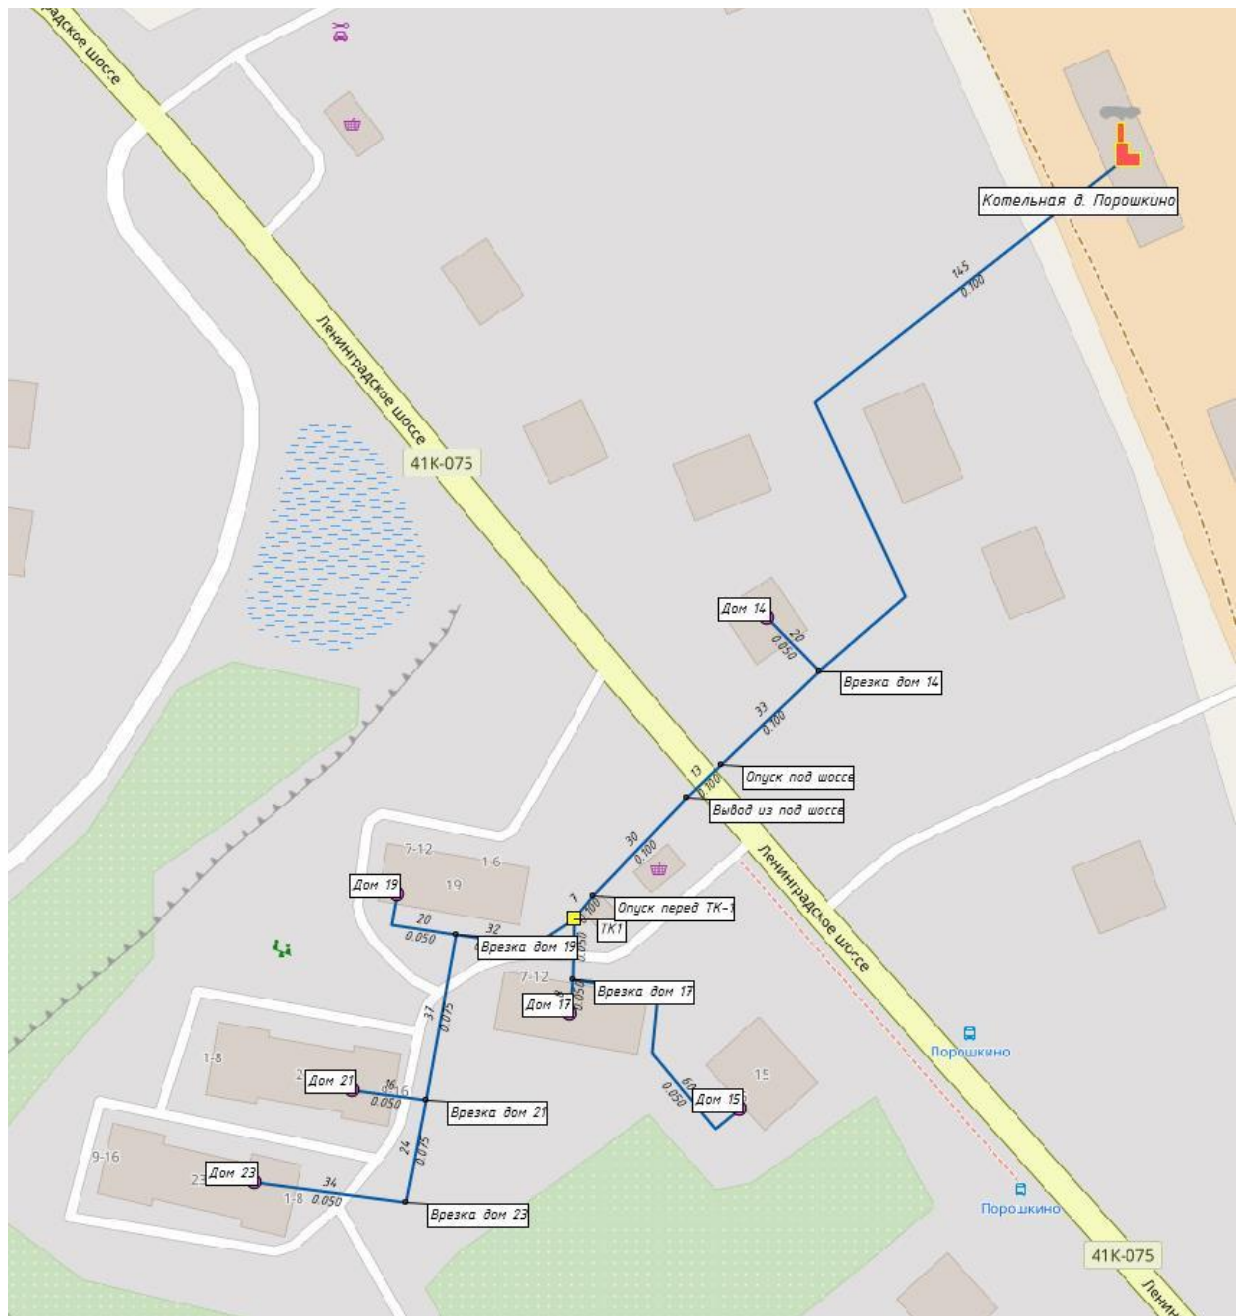 Ленинградское шоссе
Котельная д. Порошкино
145
0.100
Ленинградское шоссе
41К-075
Дом 14
20
0.050
Врезка дом 14
33
0.100
13
0.100
Опуск под шоссе
Вывод из под шоссе
30
0.100
7-12
1-6
19
Дом 19
7
0.100
Опуск перед ТК-1
ТК1
20
0.050
32
Врезка дом 19
0.050
Ленинградское шоссе
7-12
8
0.050
Врезка дом 17
Дом 17
37
0.075
Порошкино
1-8
Дом 21
16
0.050
Врезка дом 21
15
60
0.050
Дом 15
24
0.075
9-16
23
Дом 23
1-8
34
0.050
Врезка дом 23
Порошкино
41К-075